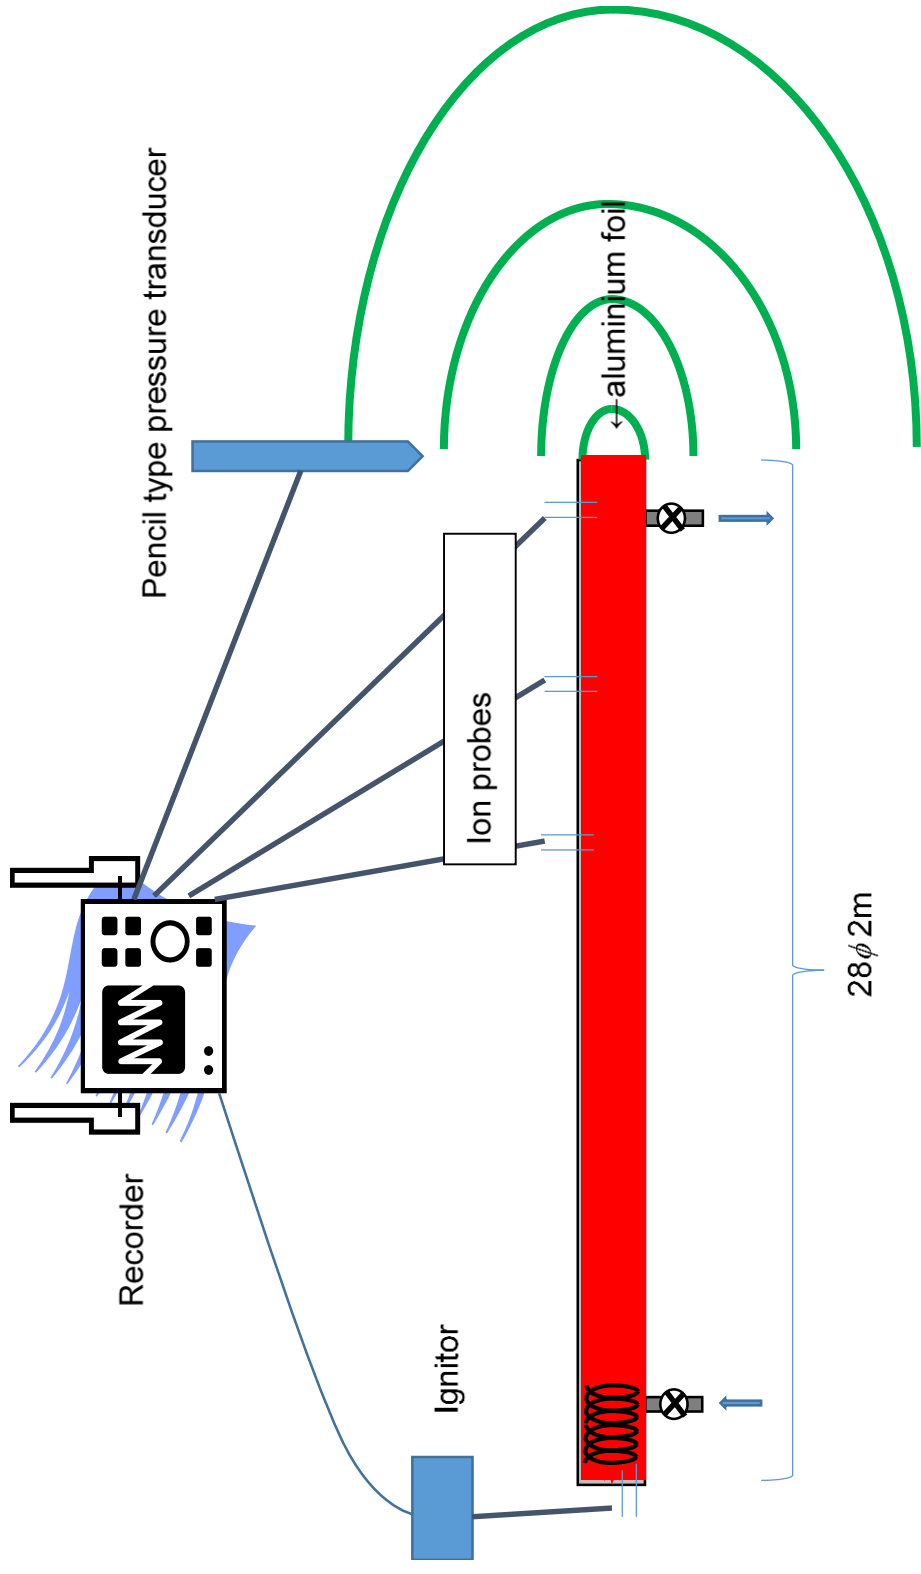 Recorder
Pencil type pressure transducer
Ignitor
Ion probes
←aluminium foil
28ϕ 2m